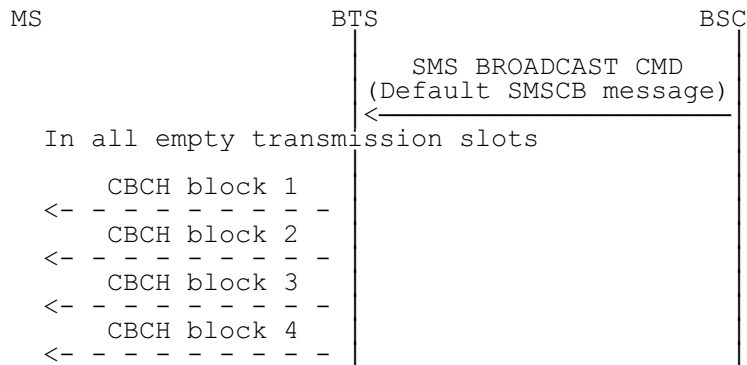 MS BTS BSC
SMS BROADCAST CMD
(Default SMSCB message)
In all empty transmission slots
CBCH block 1
CBCH block 2
CBCH block 3
CBCH block 4